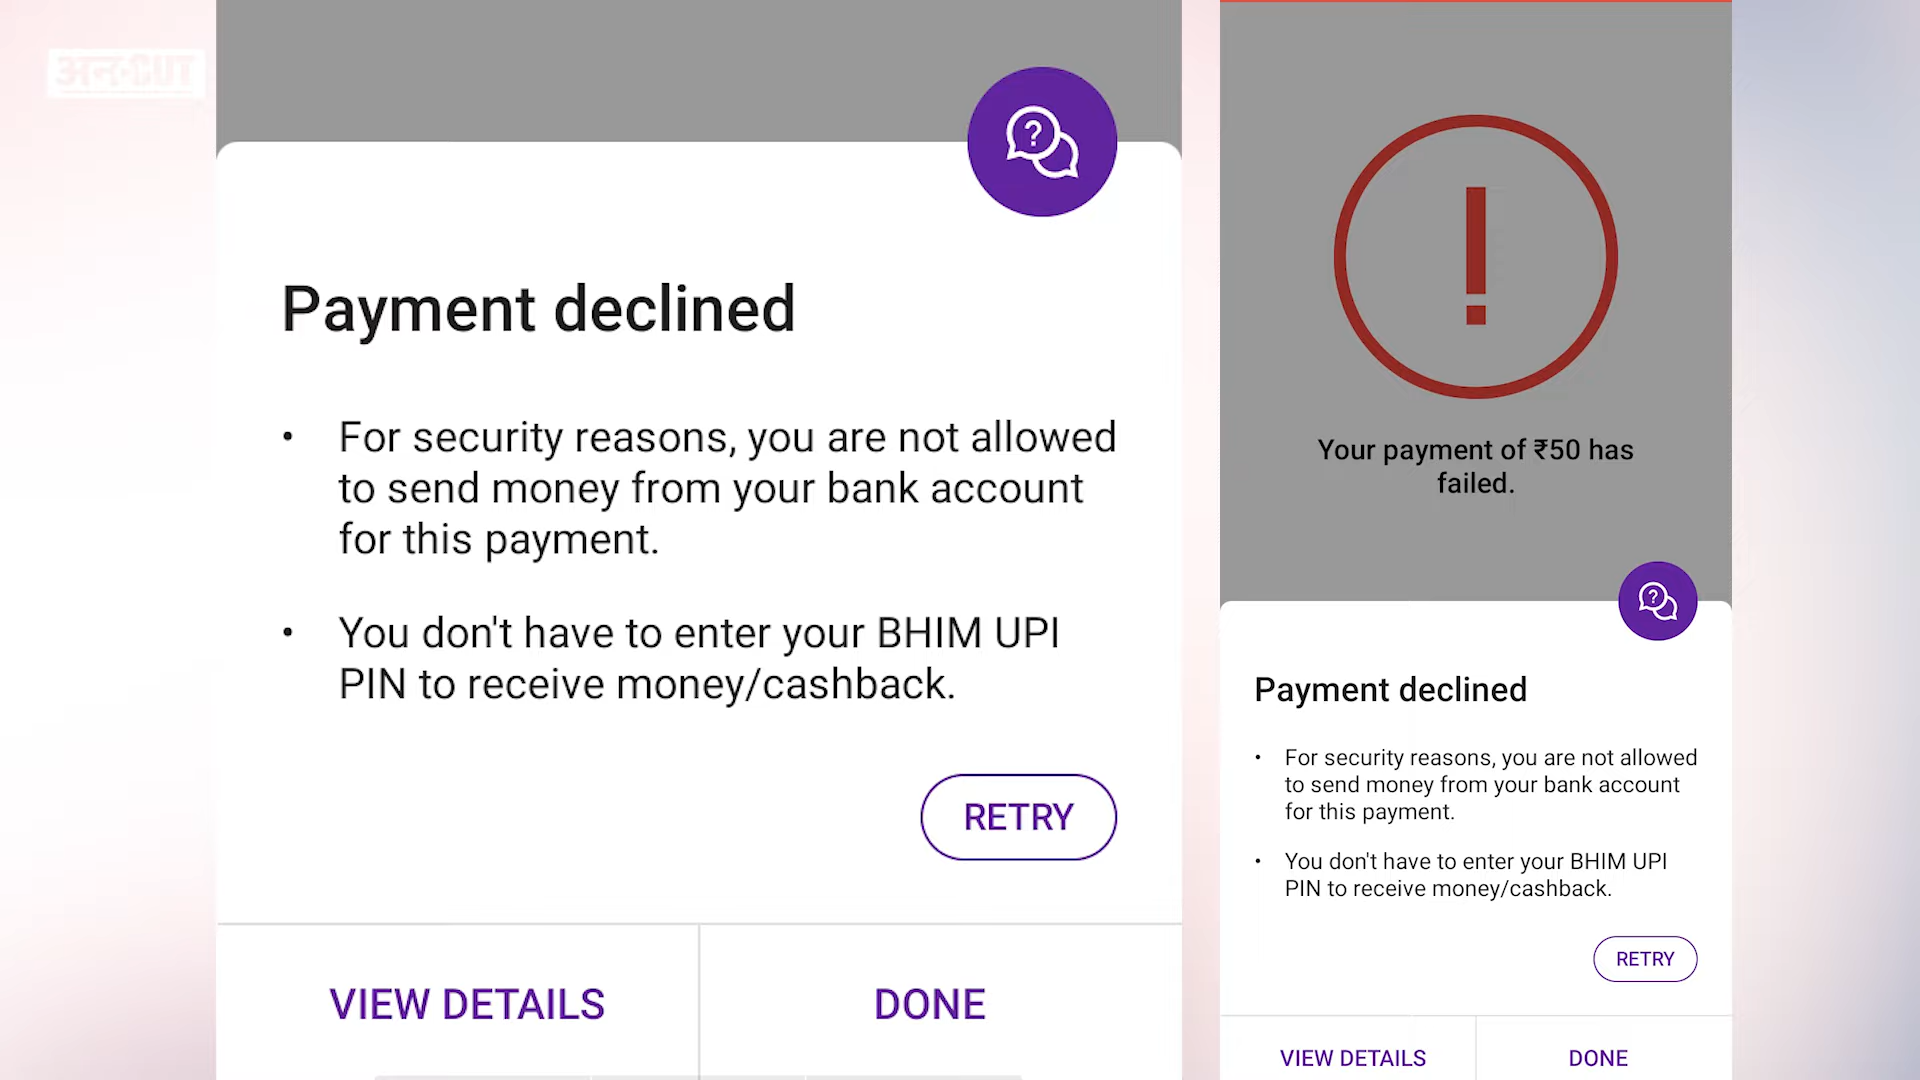 Payment declined
• For security reasons, you are not allowed
to send money from your bank account
for this payment.
• You don't have to enter your BHIM UPI
PIN to receive money/cashback.
RETRY
VIEW DETAILS
DONE
Your payment of ₹50 has
failed.
Payment declined
• For security reasons, you are not allowed
to send money from your bank account
for this payment.
• You don't have to enter your BHIM UPI
PIN to receive money/cashback.
RETRY
VIEW DETAILS
DONE